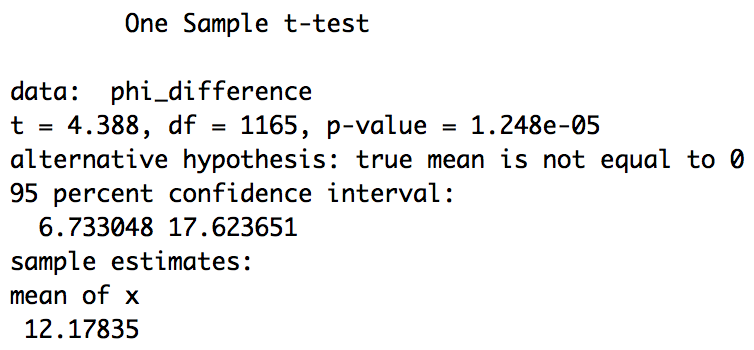 One Sample t-test
data:  phi_difference
t = 4.388, df = 1165, p-value = 1.248e-05
alternative hypothesis: true mean is not equal to 0
95 percent confidence interval:
6.733048 17.623651
sample estimates:
mean of x
12.17835